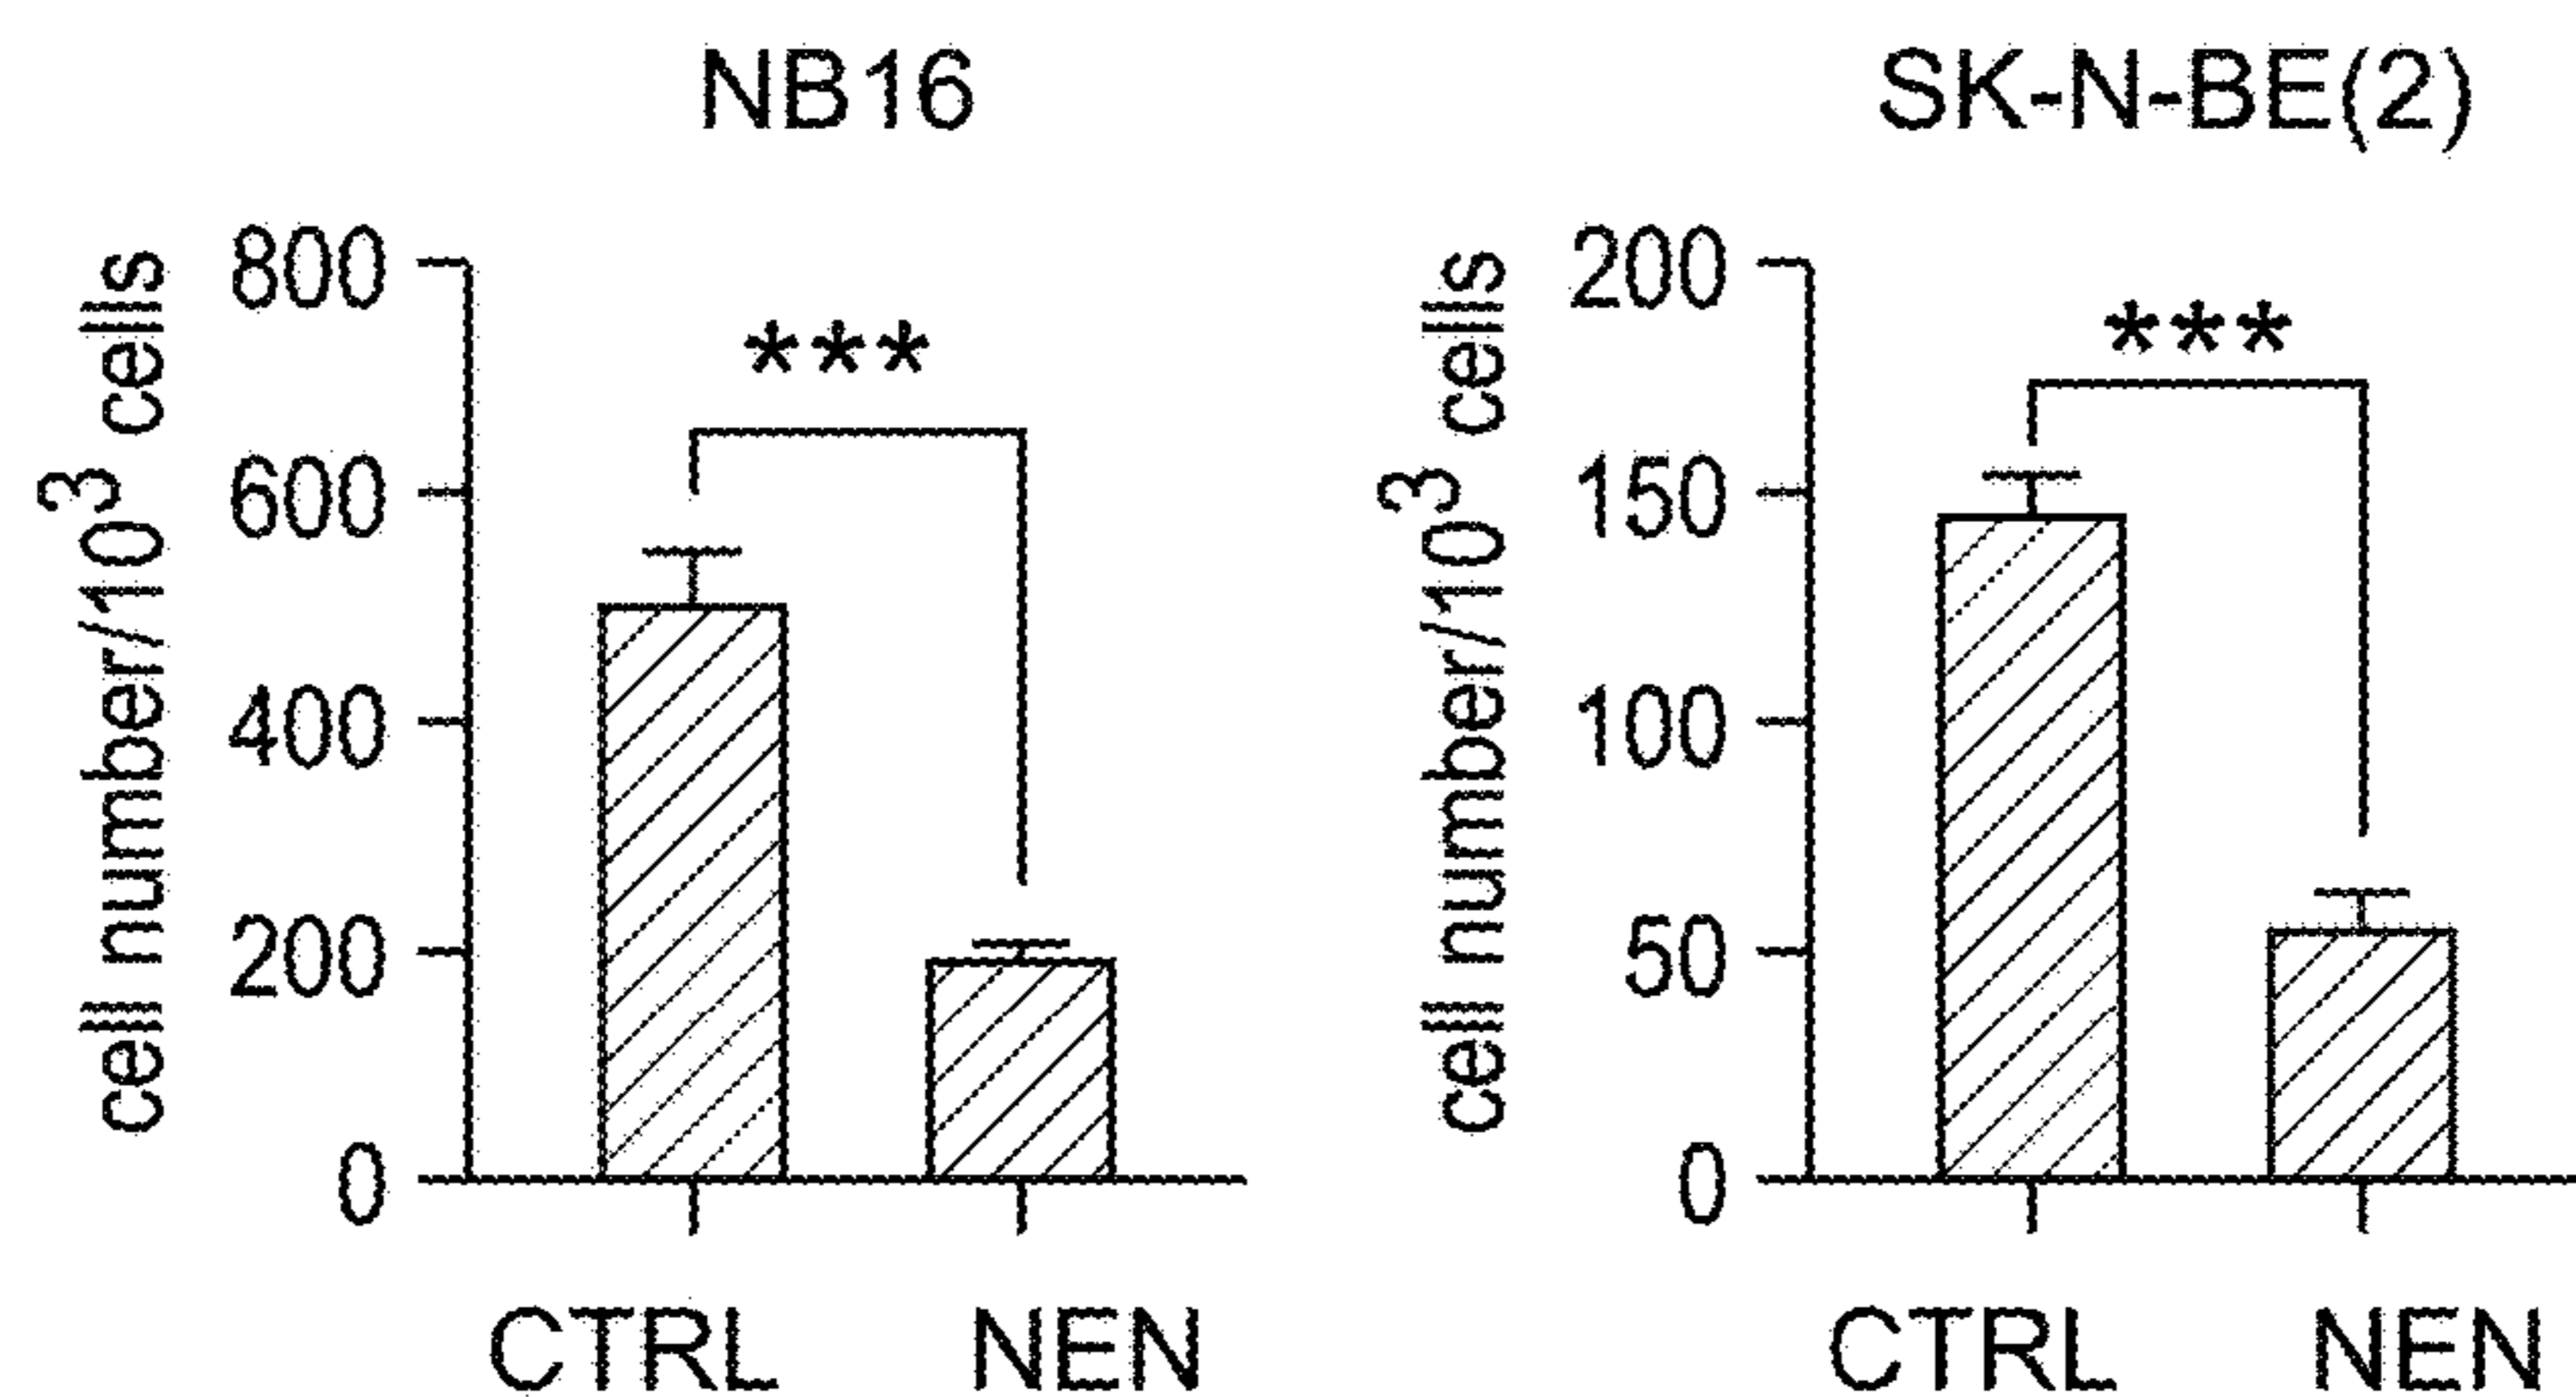 NB16
cell number/10³ cells
800
600
400
200
0
***
CTRL NEN
SK-N-BE(2)
cell number/10³ cells
200
150
100
50
0
***
CTRL NEN